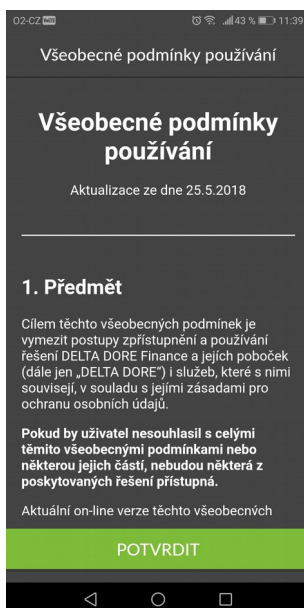 O2-CZ VoLTE 43 % 11:39
Všeobecné podmínky používání
Všeobecné podmínky
používání
Aktualizace ze dne 25.5.2018
1. Předmět
Cílem těchto všeobecných podmínek je
vymezit postupy zpřístupnění a používání
řešení DELTA DORE Finance a jejích poboček
(dále jen „DELTA DORE“) i služeb, které s nimi
souvisejí, v souladu s jejími zásadami pro
ochranu osobních údajů.
Pokud by uživatel nesouhlasil s celými
těmito všeobecnými podmínkami nebo
některou jejich částí, nebudou některá z
poskytovaných řešení přístupná.
Aktuální on-line verze těchto všeobecných
POTVRDIT